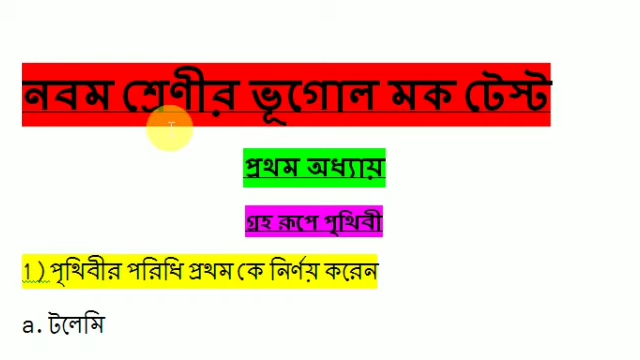 নবম শ্রেণীর ভূগোল মক টেস্ট
প্রথম অধ্যায়
গ্রহ রূপে পৃথিবী
1) পৃথিবীর পরিধি প্রথম কে নির্ণয় করেন
a. টলেমি